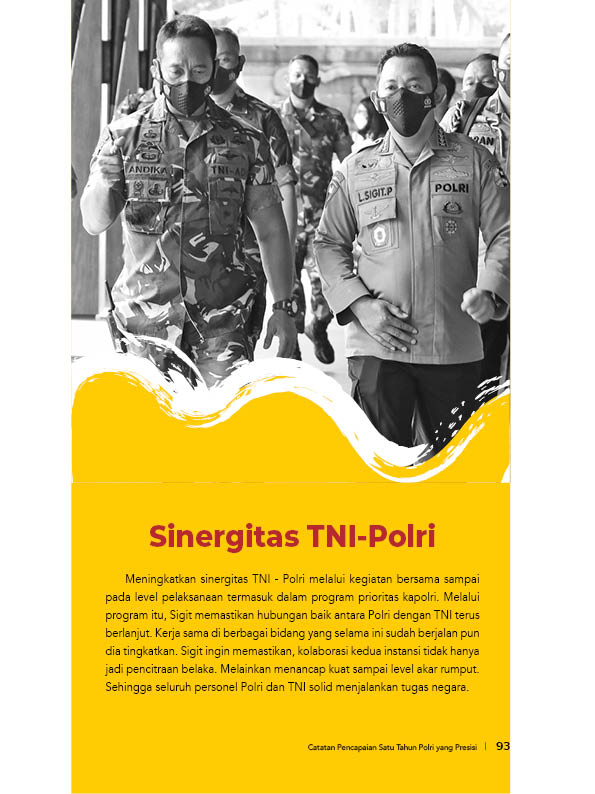 ANDIKA
TNI-AD
L.SIGIT.P
POLRI
RAN
Sinergitas TNI-Polri
Meningkatkan sinergitas TNI - Polri melalui kegiatan bersama sampai
pada level pelaksanaan termasuk dalam program prioritas kapolri. Melalui
program itu, Sigit memastikan hubungan baik antara Polri dengan TNI terus
berlanjut. Kerja sama di berbagai bidang yang selama ini sudah berjalan pun
dia tingkatkan. Sigit ingin memastikan, kolaborasi kedua instansi tidak hanya
jadi pencitraan belaka. Melainkan menancap kuat sampai level akar rumput.
Sehingga seluruh personel Polri dan TNI solid menjalankan tugas negara.
Catatan Pencapaian Satu Tahun Polri yang Presisi | 93